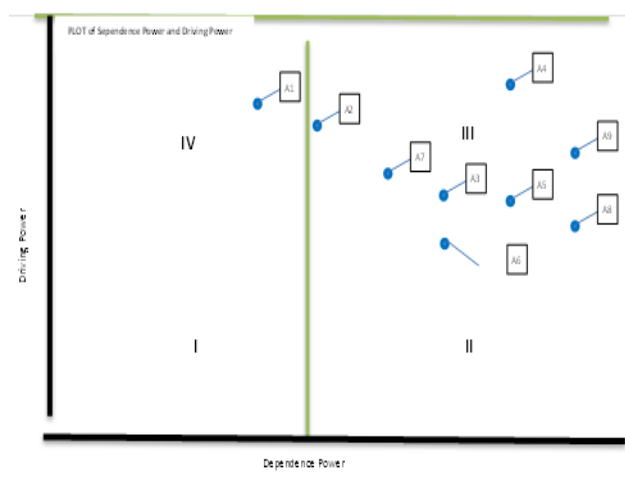 PLOT of Sependence Power and Driving Power
A1
A4
A2
A9
IV
III
A7
A3
A5
A8
Driving Power
A6
I
II
Dependence Power